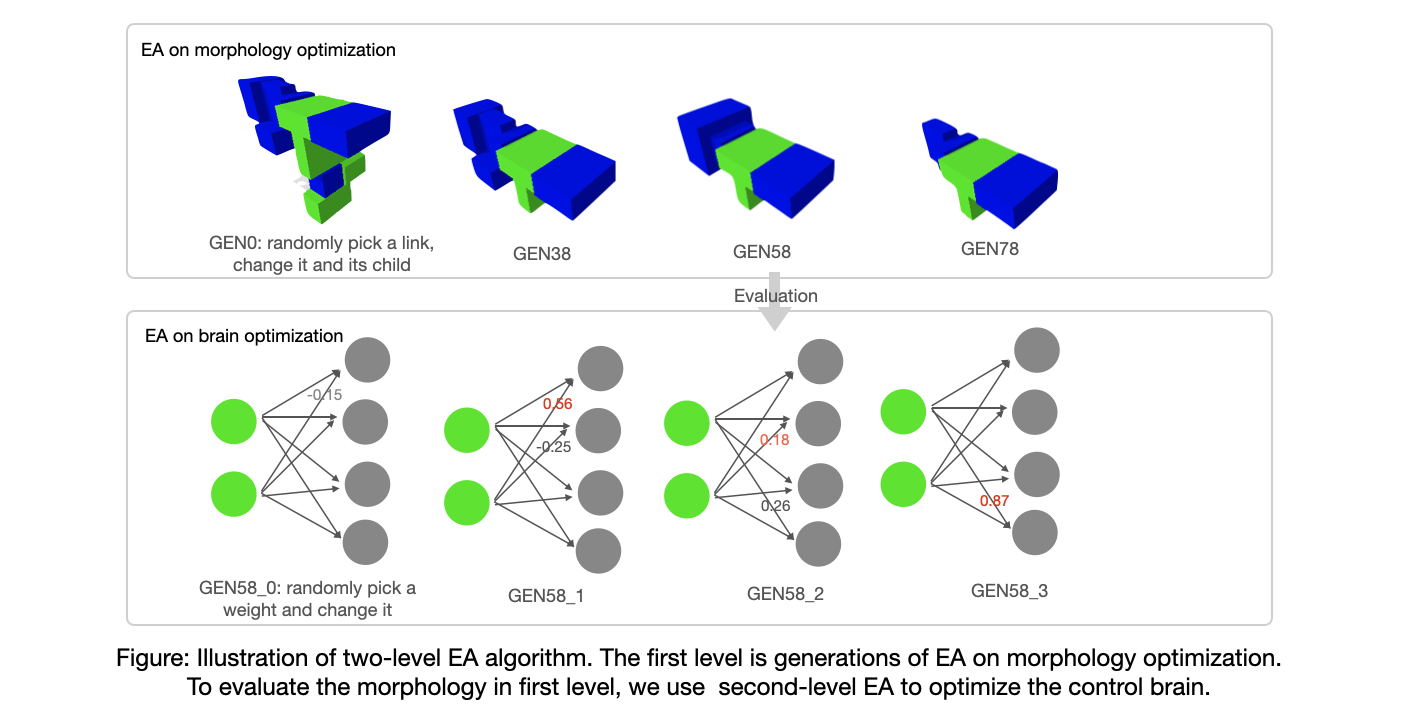 EA on morphology optimization
GEN0: randomly pick a link,
change it and its child
GEN38
GEN58
GEN78
Evaluation
EA on brain optimization
-0.15
0.56
-0.25
0.18
0.26
0.87
GEN58_0: randomly pick a
weight and change it
GEN58_1
GEN58_2
GEN58_3
Figure: Illustration of two-level EA algorithm. The first level is generations of EA on morphology optimization.
To evaluate the morphology in first level, we use  second-level EA to optimize the control brain.